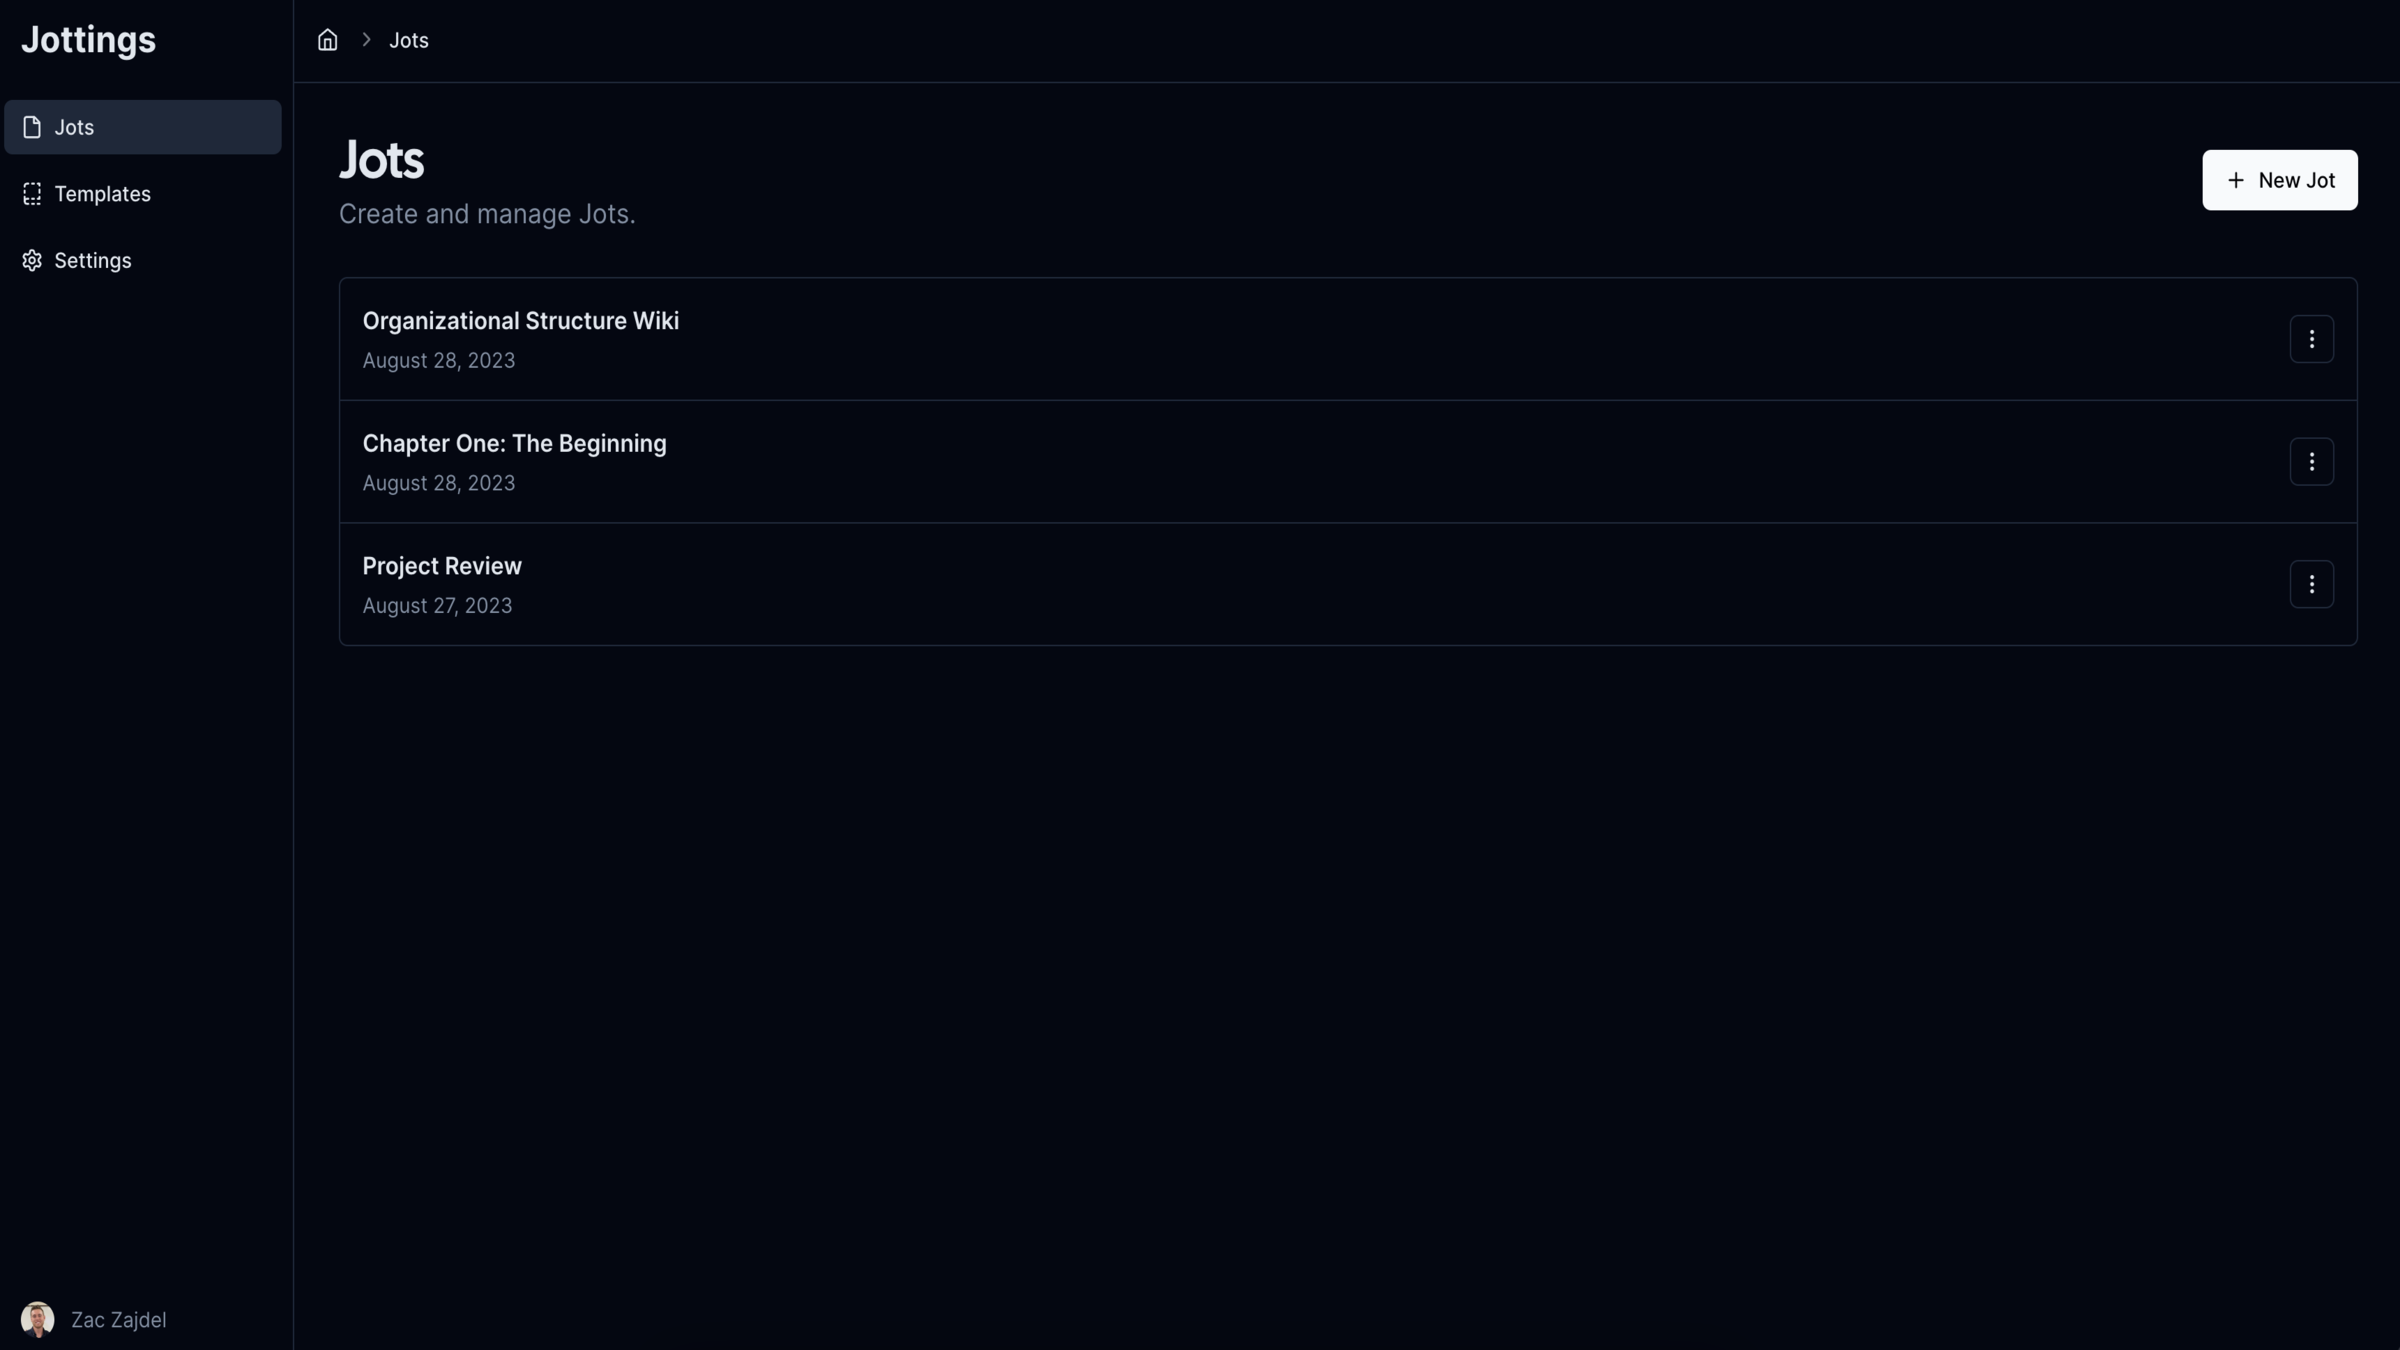 Jottings
Jots
Templates
Settings
Zac Zajdel
Jots
Jots
Create and manage Jots.
New Jot
Organizational Structure Wiki
August 28, 2023
Chapter One: The Beginning
August 28, 2023
Project Review
August 27, 2023